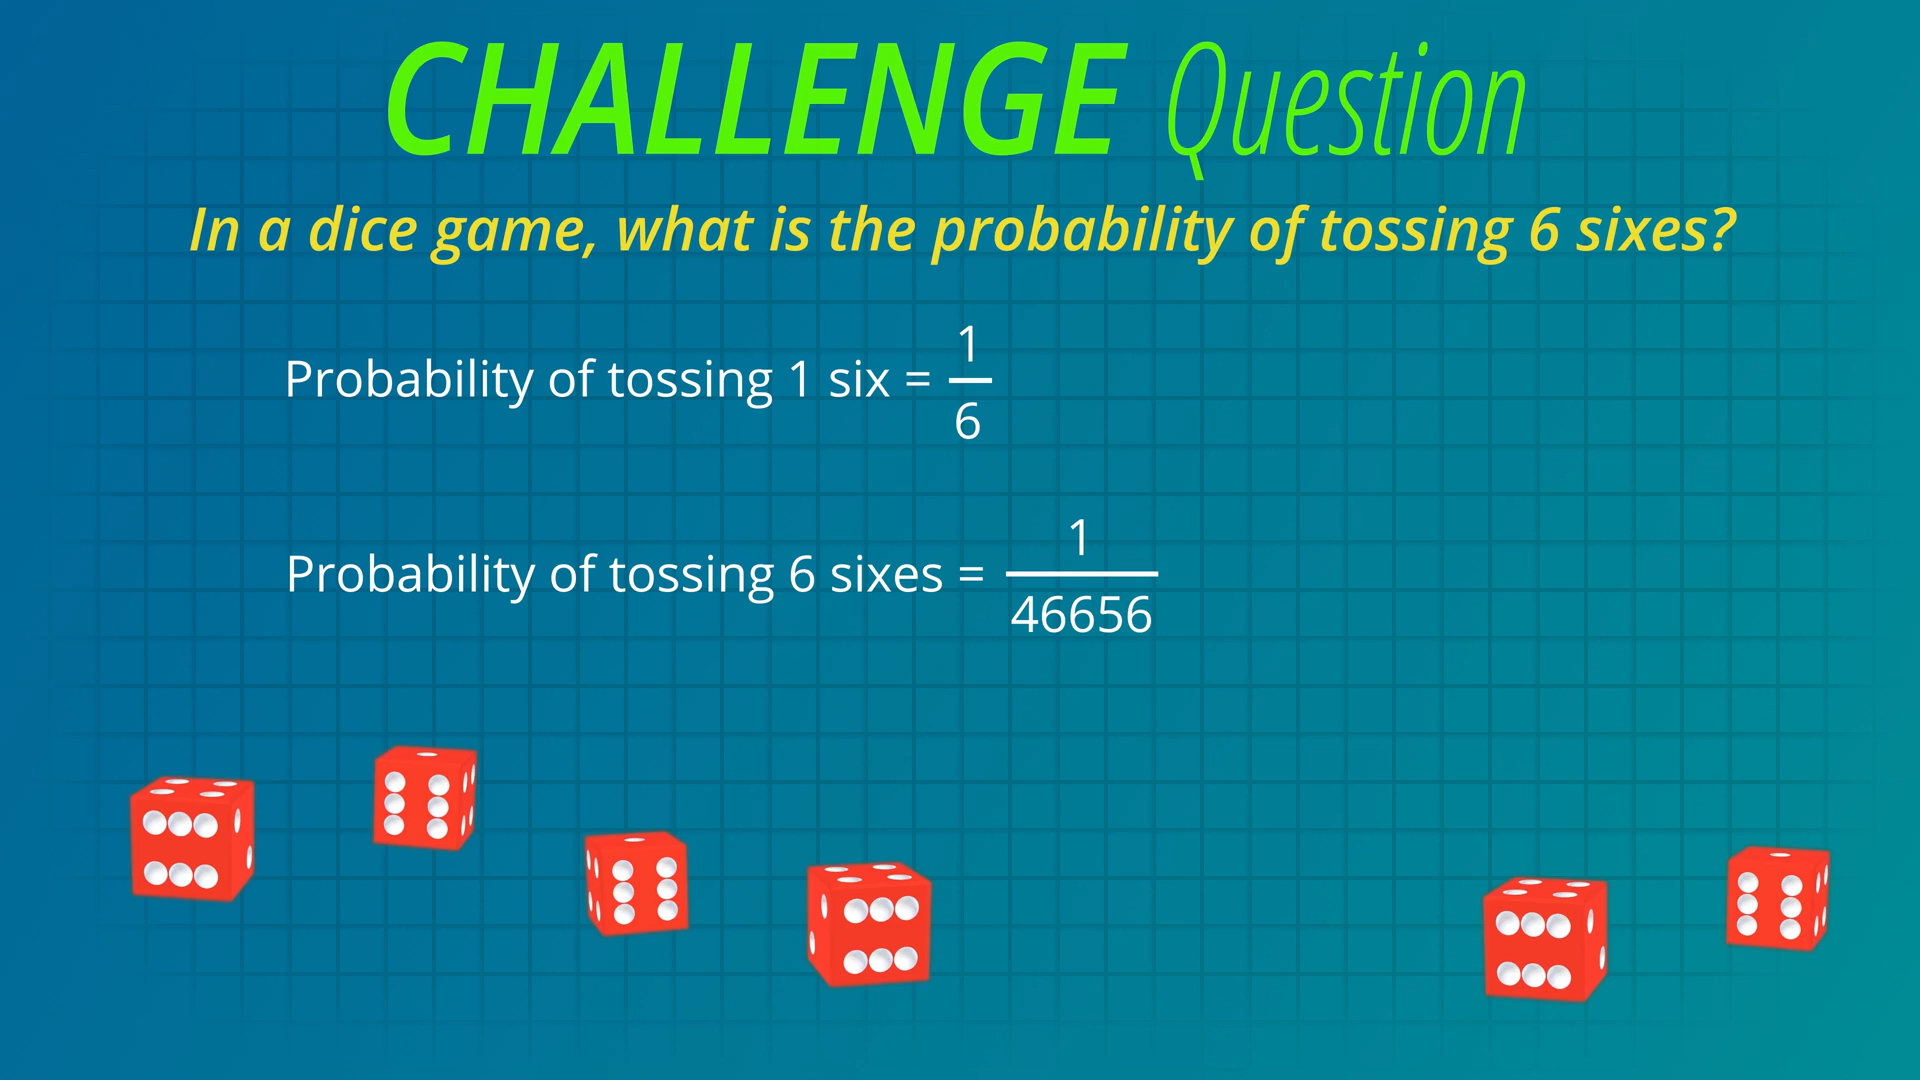 CHALLENGE Question
In a dice game, what is the probability of tossing 6 sixes?
Probability of tossing 1 six = 1/6
Probability of tossing 6 sixes = 1/46656